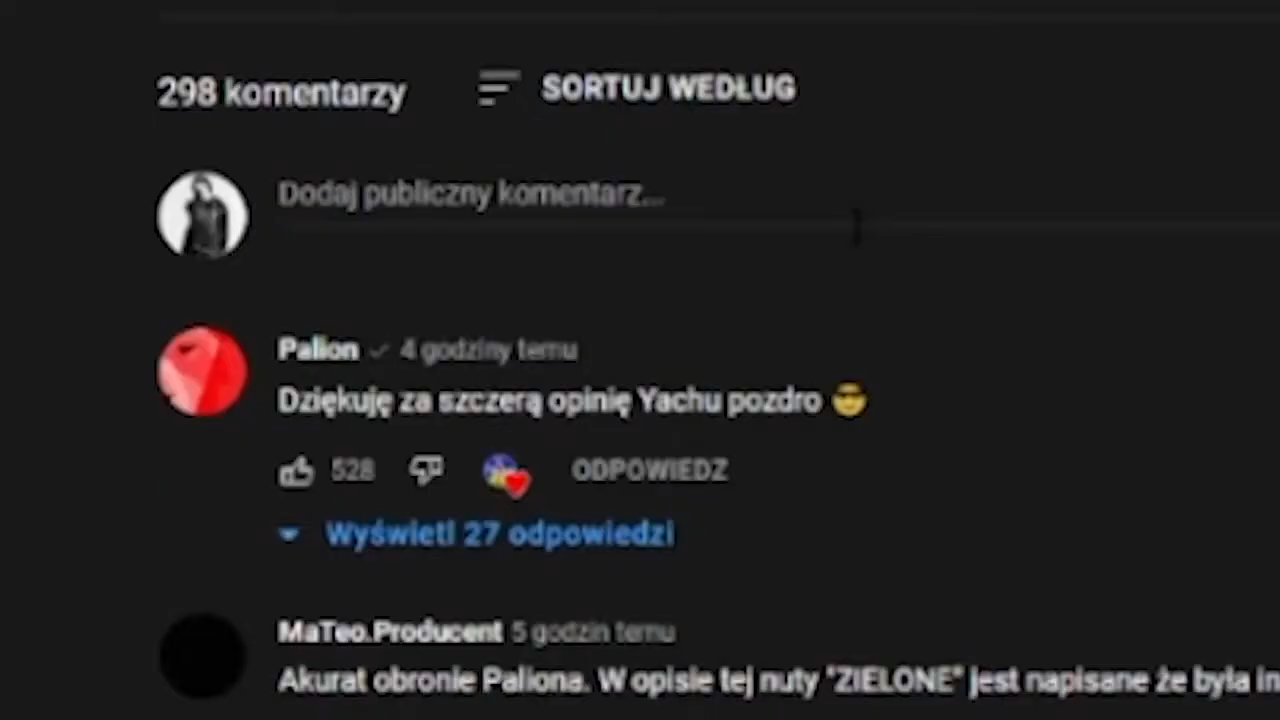 298 komentarzy
SORTUJ WEDŁUG
Dodaj publiczny komentarz...
Palion 4 godziny temu
Dziękuję za szczerą opinię Yachu pozdro 😎
528
ODPOWIEDZ
Wyświetl 27 odpowiedzi
MaTeo.Producent 5 godzin temu
Akurat obronie Paliona. W opisie tej nuty "ZIELONE" jest napisane że była in